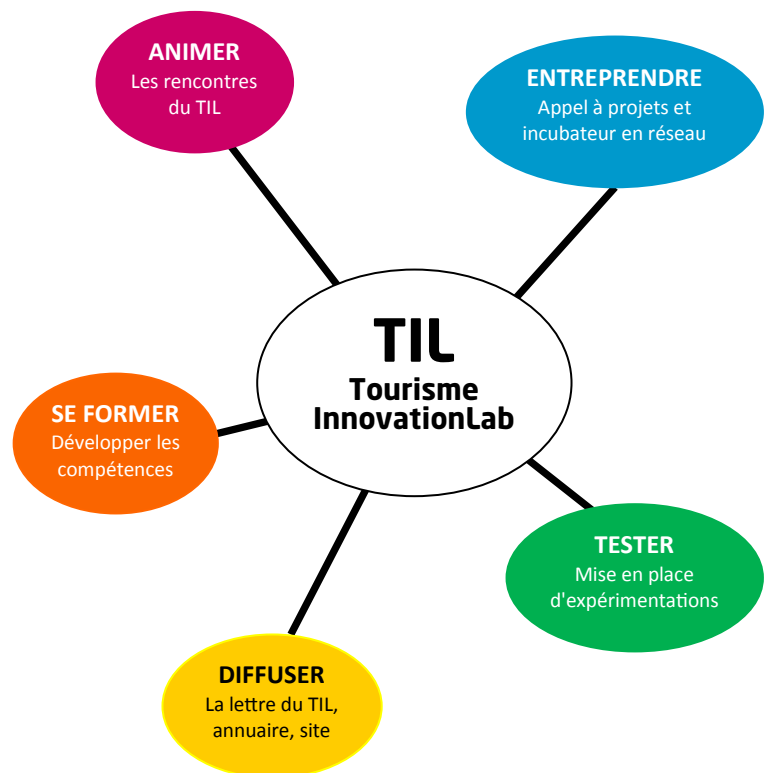 ANIMER
Les rencontres
du TIL
ENTREPRENDRE
Appel à projets et
incubateur en réseau
TIL
Tourisme
InnovationLab
SE FORMER
Développer les
compétences
TESTER
Mise en place
d'expérimentations
DIFFUSER
La lettre du TIL,
annuaire, site